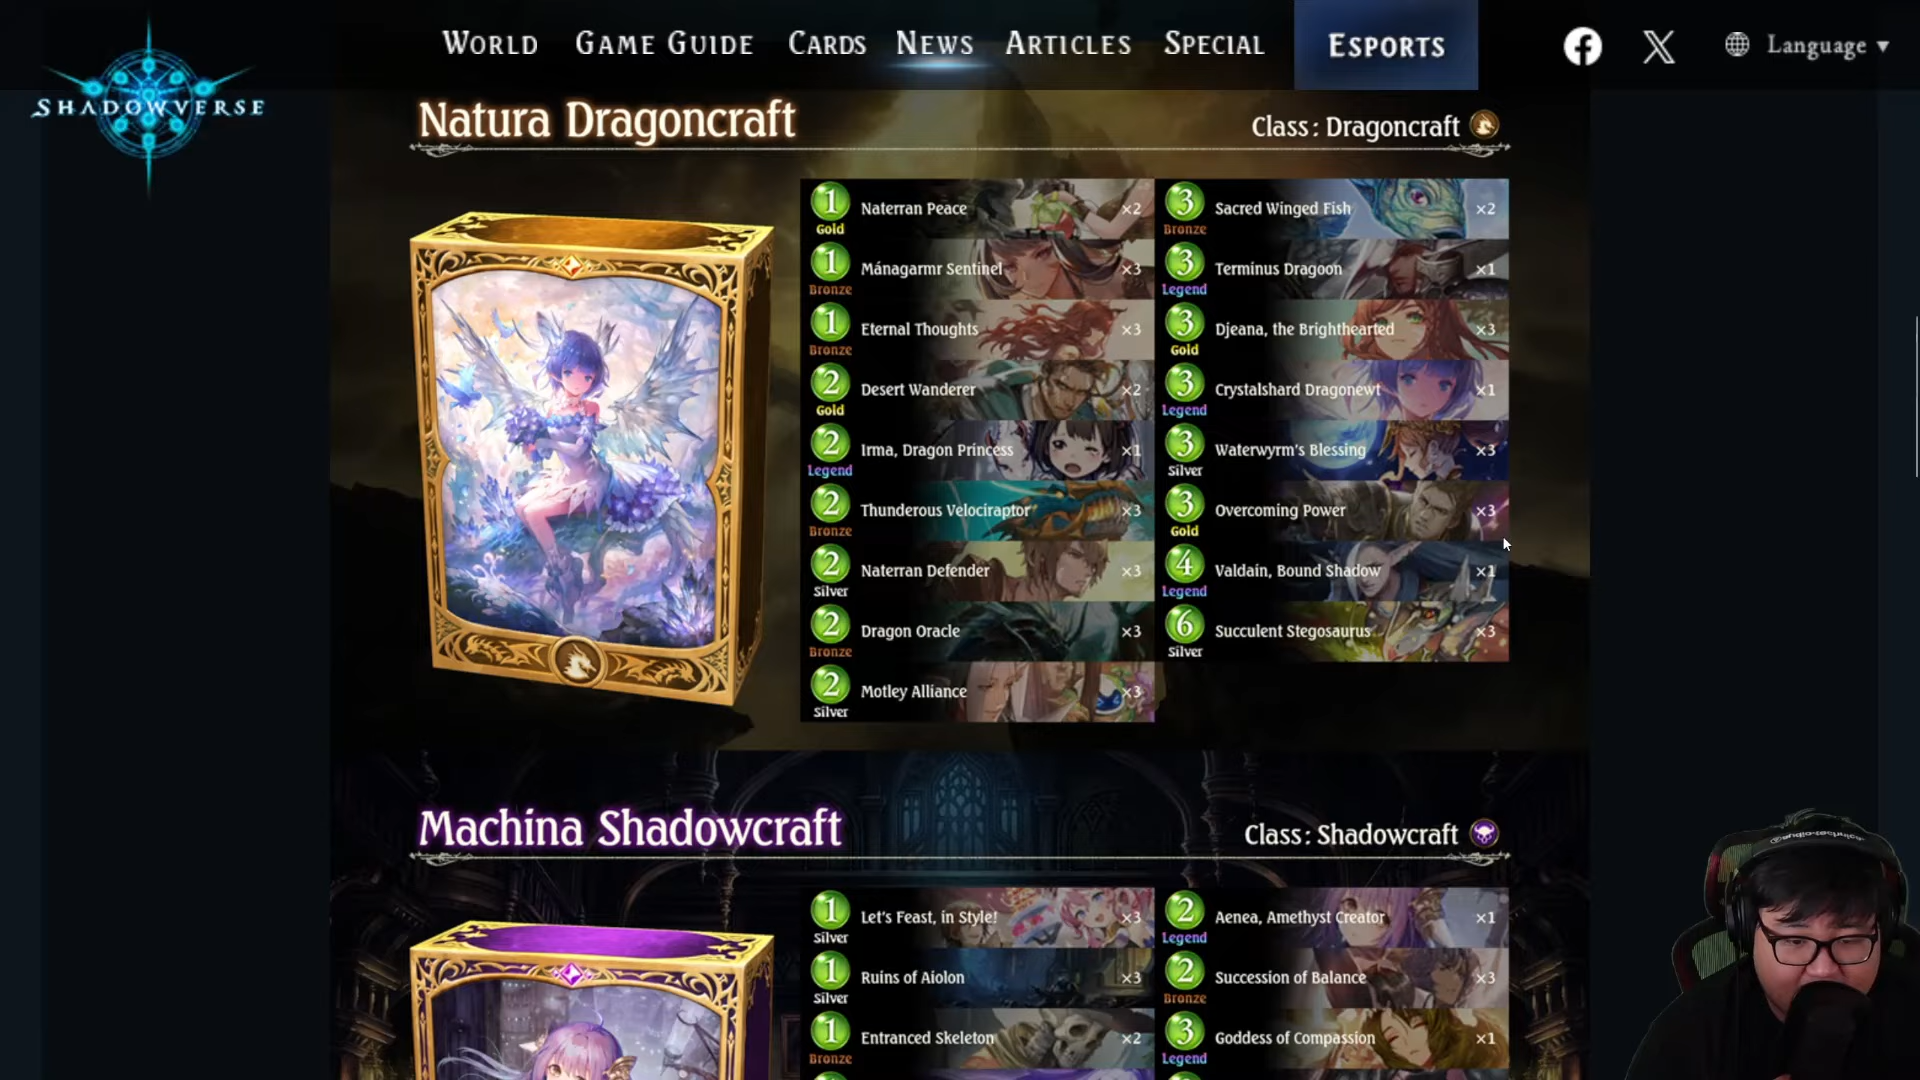 SHADOWVERSE
WORLD GAME GUIDE CARDS NEWS ARTICLES SPECIAL ESPORTS Language ▼
Natura Dragoncraft
Class : Dragoncraft
1 Gold Naterran Peace ×2
1 Bronze Mánagarmr Sentinel ×3
1 Bronze Eternal Thoughts ×3
2 Gold Desert Wanderer ×2
2 Legend Irma, Dragon Princess ×1
2 Bronze Thunderous Velociraptor ×3
2 Silver Naterran Defender ×3
2 Bronze Dragon Oracle ×3
2 Silver Motley Alliance ×3
3 Bronze Sacred Winged Fish ×2
3 Legend Terminus Dragoon ×1
3 Gold Djeana, the Brighthearted ×3
3 Legend Crystalshard Dragonewt ×1
3 Silver Waterwyrm's Blessing ×3
3 Gold Overcoming Power ×3
4 Legend Valdain, Bound Shadow ×1
6 Silver Succulent Stegosaurus ×3
Machina Shadowcraft
Class : Shadowcraft
1 Silver Let's Feast, in Style! ×3
1 Silver Ruins of Aiolon ×3
1 Bronze Entranced Skeleton ×2
2 Legend Aenea, Amethyst Creator ×1
2 Bronze Succession of Balance ×3
3 Legend Goddess of Compassion ×1
audio-technica